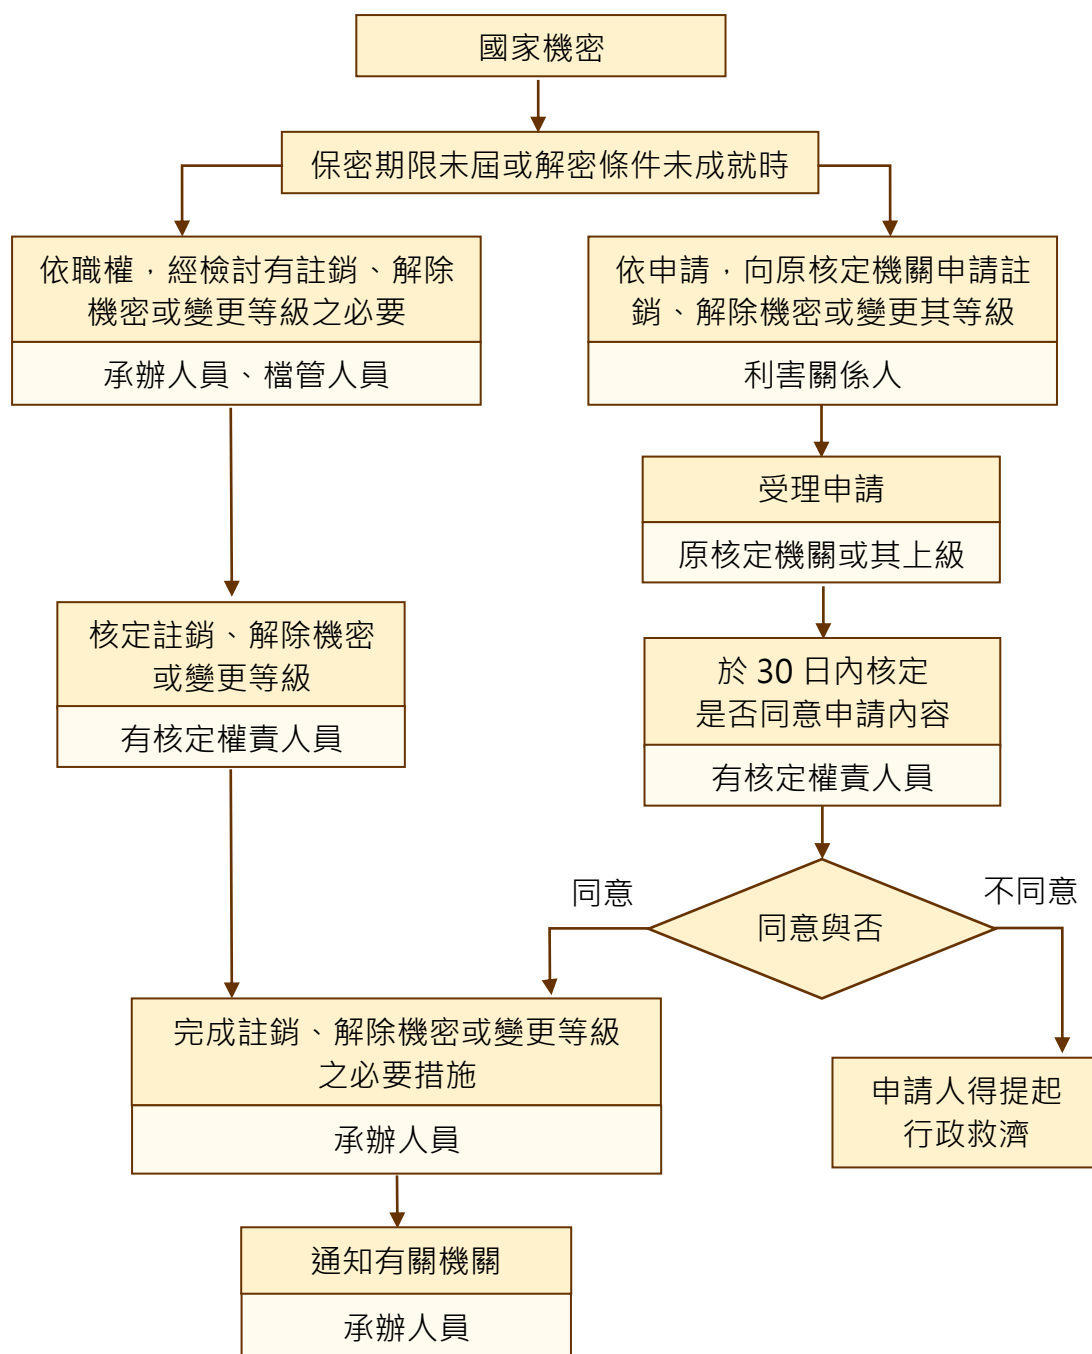 國家機密
保密期限未屆或解密條件未成就時
依職權，經檢討有註銷、解除
機密或變更等級之必要
承辦人員、檔管人員
依申請，向原核定機關申請註
銷、解除機密或變更其等級
利害關係人
受理申請
原核定機關或其上級
核定註銷、解除機密
或變更等級
有核定權責人員
於 30 日內核定
是否同意申請內容
有核定權責人員
同意
同意與否
不同意
完成註銷、解除機密或變更等級
之必要措施
承辦人員
申請人得提起
行政救濟
通知有關機關
承辦人員